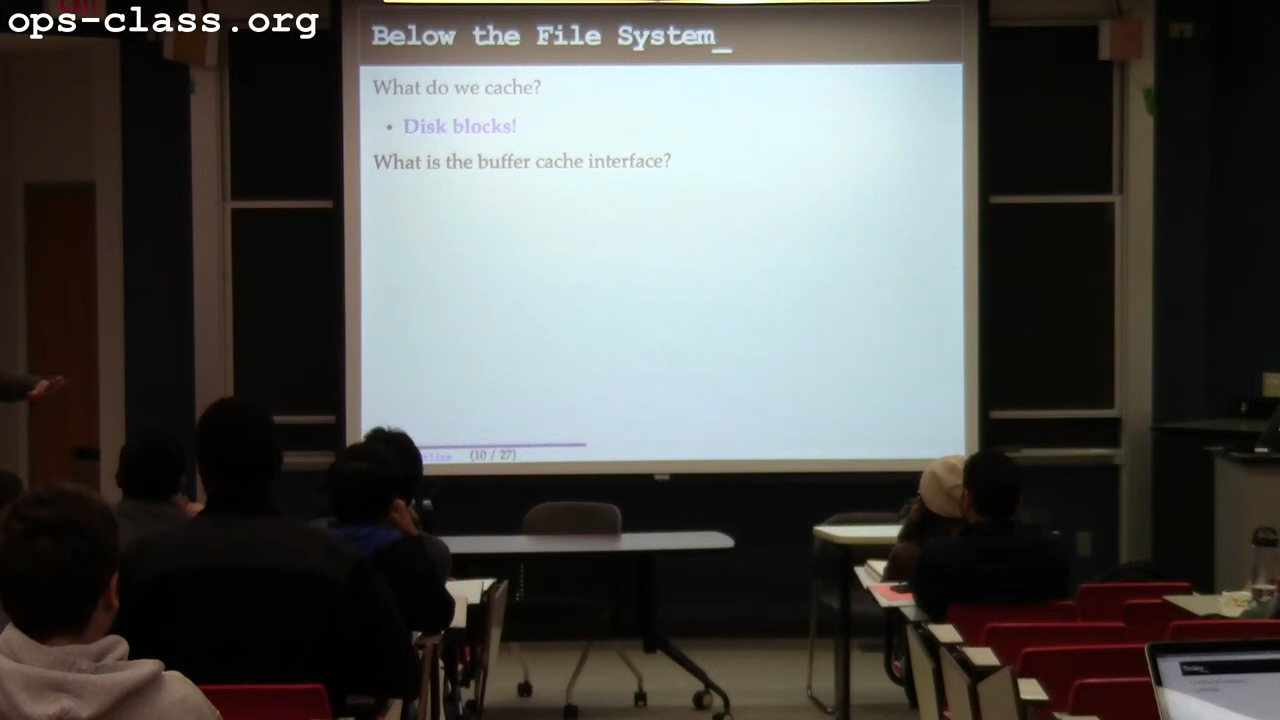 EXIT
ops-class.org
Below the File System_
What do we cache?
• Disk blocks!
What is the buffer cache interface?
(10 / 27)